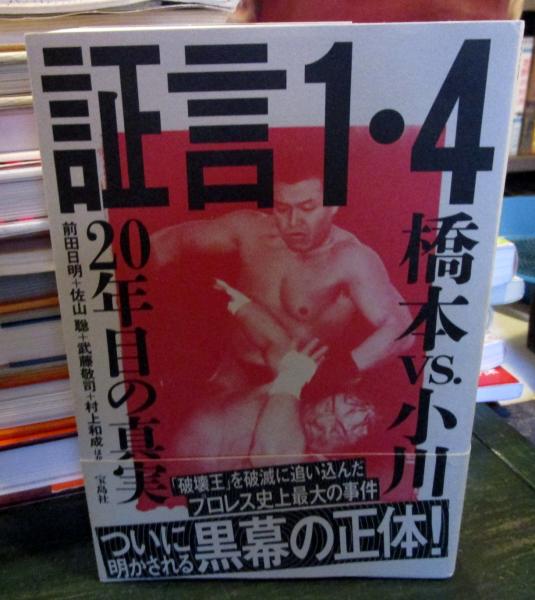 証言1・4
橋本vs.小川
20年目の真実
前田日明+佐山 聡+武藤敬司+村上和成ほか
宝島社
「破壊王」を破滅に追い込んだ
プロレス史上最大の事件
ついに
明かされる
黒幕の正体!